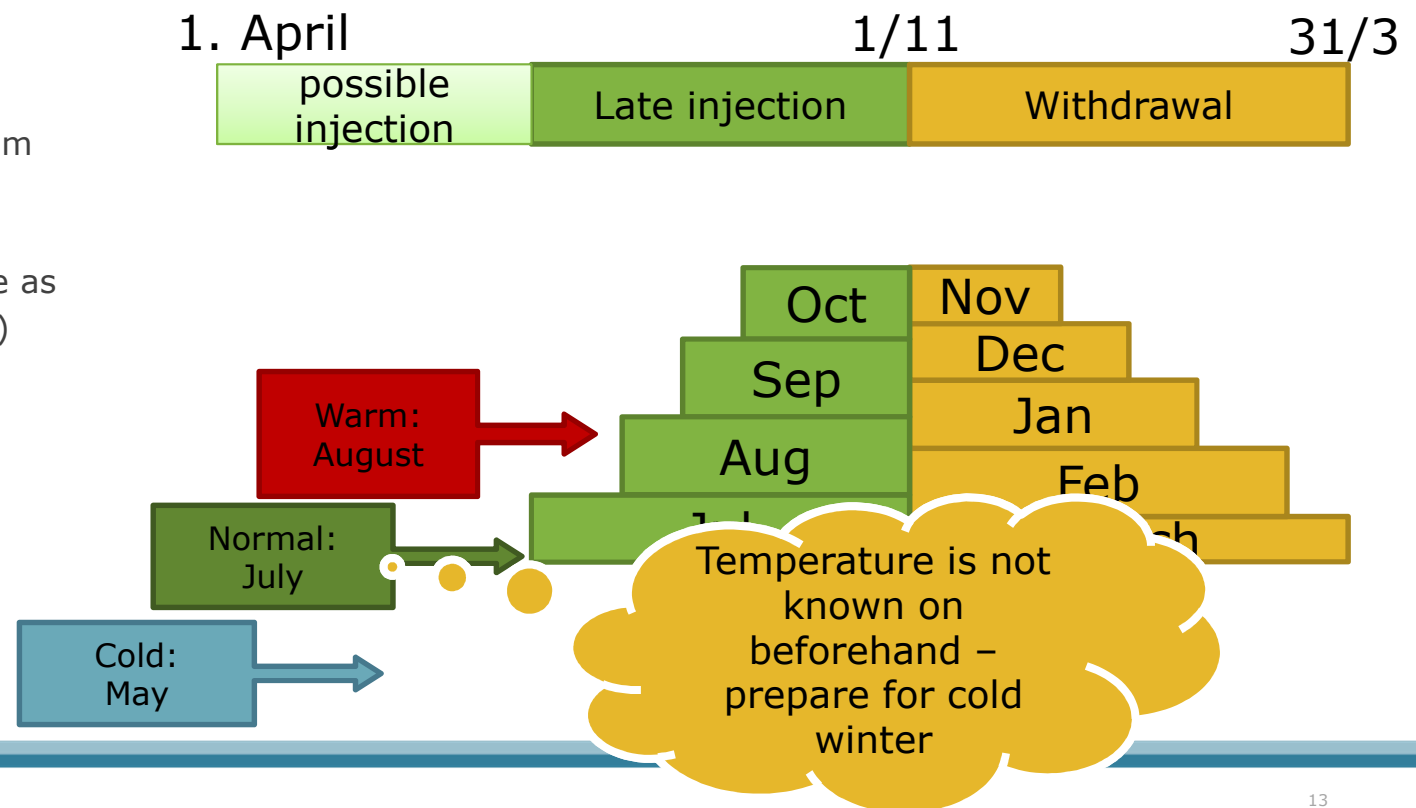 1. April
1/11
31/3
possible
injection
Late injection
Withdrawal
m
e as
)
Oct
Nov
Sep
Dec
Warm:
August
Aug
Jan
Feb
Normal:
July
Cold:
May
Temperature is not
known on
beforehand –
prepare for cold
winter
13